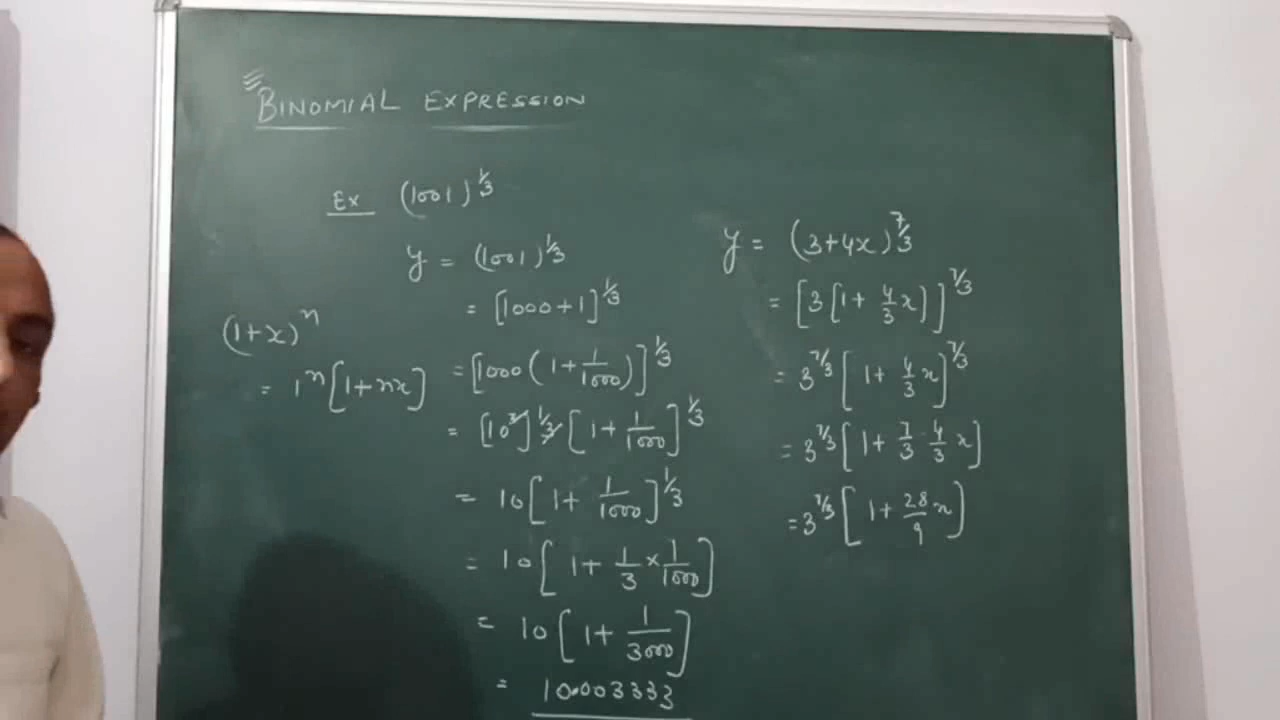 BINOMIAL EXPRESSION
Ex (1001)^1/3
y = (1001)^1/3
= [1000+1]^1/3
(1+x)^n
= 1^n [1+nx]
= [1000 (1+ 1/1000)]^1/3
= [10^3]^1/3 [1+ 1/1000]^1/3
= 10 [1+ 1/1000]^1/3
= 10 [1+ 1/3 × 1/1000]
= 10 [1+ 1/3000]
= 10.003333
y = (3+4x)^7/3
= [3[1+ 4/3 x]]^7/3
= 3^7/3 [1+ 4/3 x]^7/3
= 3^7/3 [1+ 7/3 · 4/3 x]
= 3^7/3 [1+ 28/9 x]